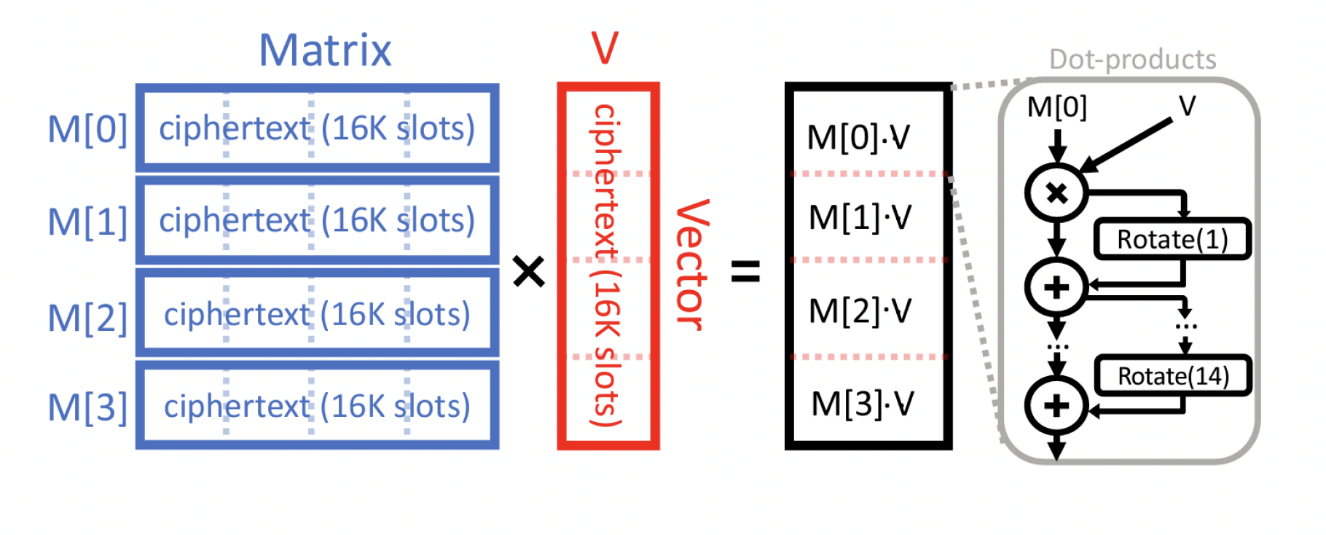 Matrix
V
Dot-products
M[0]
ciphertext (16K slots)
M[1]
ciphertext (16K slots)
M[2]
ciphertext (16K slots)
M[3]
ciphertext (16K slots)
×
ciphertext (16K slots)
Vector
=
M[0]·V
M[1]·V
M[2]·V
M[3]·V
M[0]
V
×
Rotate(1)
+
...
...
Rotate(14)
+